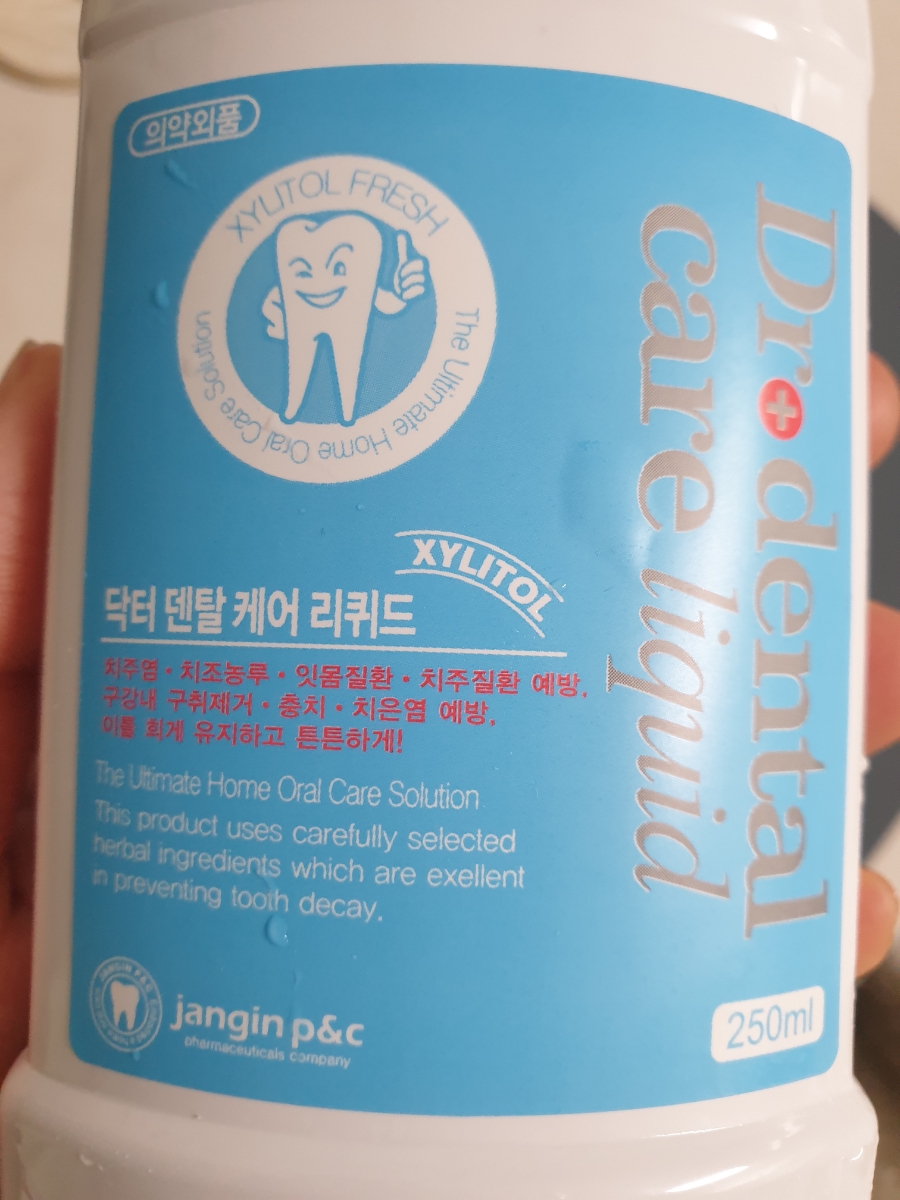 의약외품
XYLITOL FRESH
The Ultimate Home Oral Care Solution
Dr+dental
care liquid
XYLITOL
닥터 덴탈 케어 리퀴드
치주염 · 치조농루 · 잇몸질환 · 치주질환 예방,
구강내 구취제거 · 충치 · 치은염 예방,
이를 희게 유지하고 튼튼하게!
The Ultimate Home Oral Care Solution
This product uses carefully selected
herbal ingredients which are exellent
in preventing tooth decay.
JANGIN P&C
jangin p&c
pharmaceuticals company
250ml